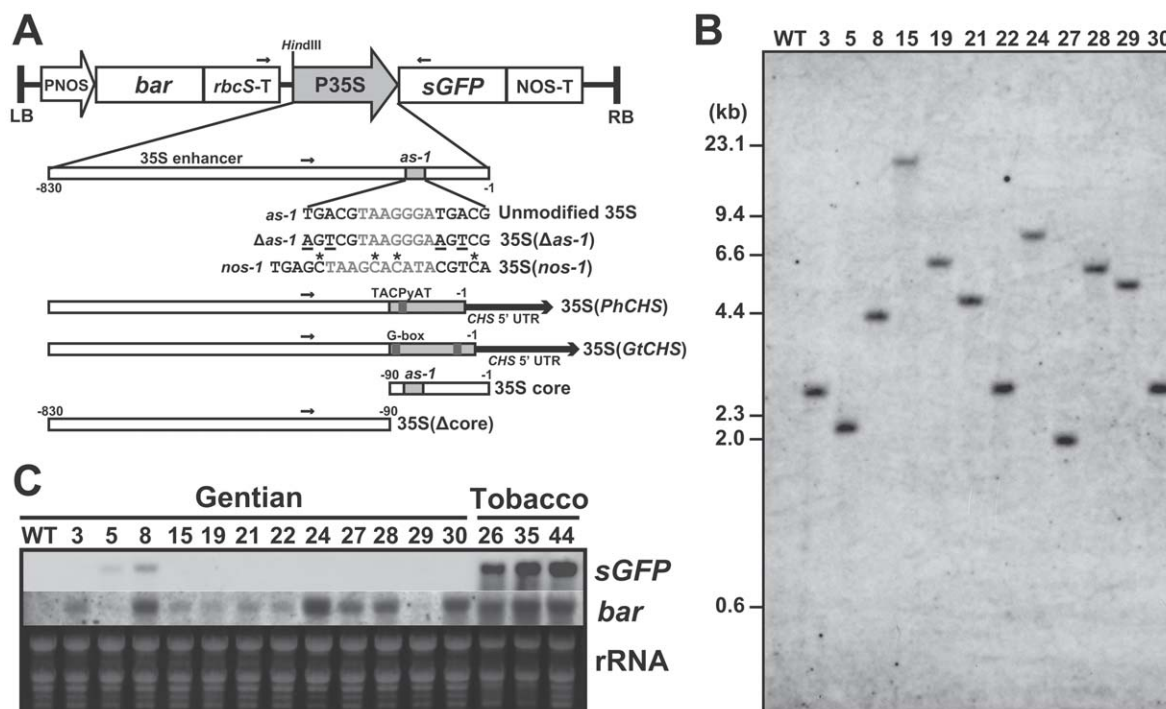 A
HindIII
PNOS bar rbcS-T P35S sGFP NOS-T
LB RB
35S enhancer as-1
-830 -1
as-1 TGACGTAAGGGATGACG Unmodified 35S
Δas-1 AGTCGTAAGGGAAGTCG 35S(Δas-1)
* * * *
nos-1 TGAGCTAAGCACATACGTCA 35S(nos-1)
TACPyAT -1
CHS 5' UTR 35S(PhCHS)
G-box -1
CHS 5' UTR 35S(GtCHS)
-90 as-1 -1
35S core
-830 -90
35S(Δcore)
B
WT 3 5 8 15 19 21 22 24 27 28 29 30
(kb)
23.1
9.4
6.6
4.4
2.3
2.0
0.6
C
Gentian Tobacco
WT 3 5 8 15 19 21 22 24 27 28 29 30 26 35 44
sGFP
bar
rRNA